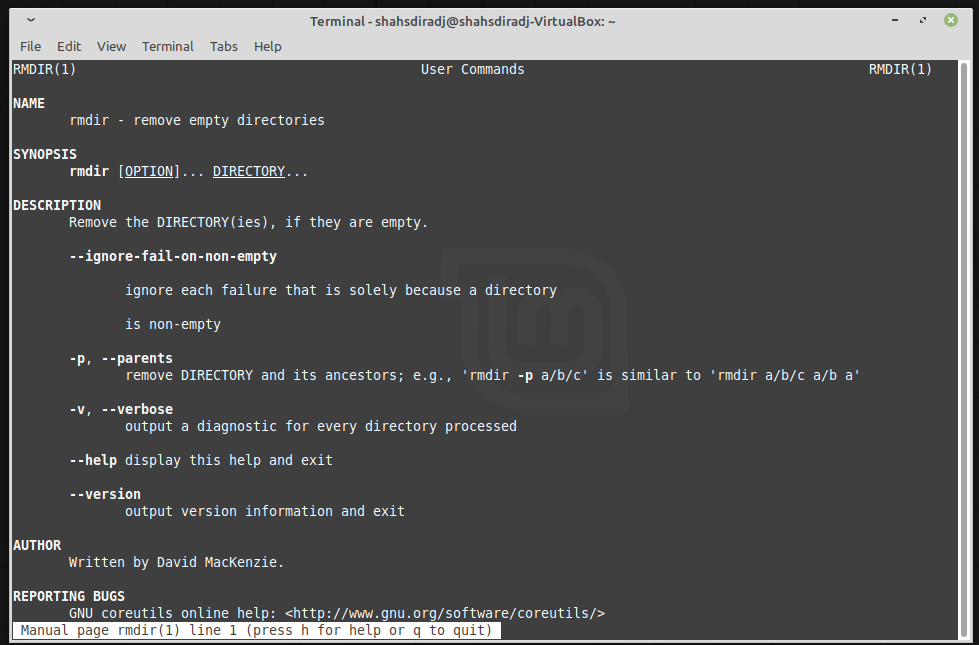 Terminal - shahsdiradj@shahsdiradj-VirtualBox: ~
File Edit View Terminal Tabs Help
RMDIR(1) User Commands RMDIR(1)
NAME
rmdir - remove empty directories
SYNOPSIS
rmdir [OPTION]... DIRECTORY...
DESCRIPTION
Remove the DIRECTORY(ies), if they are empty.
--ignore-fail-on-non-empty
ignore each failure that is solely because a directory
is non-empty
-p, --parents
remove DIRECTORY and its ancestors; e.g., 'rmdir -p a/b/c' is similar to 'rmdir a/b/c a/b a'
-v, --verbose
output a diagnostic for every directory processed
--help display this help and exit
--version
output version information and exit
AUTHOR
Written by David MacKenzie.
REPORTING BUGS
GNU coreutils online help: <http://www.gnu.org/software/coreutils/>
Manual page rmdir(1) line 1 (press h for help or q to quit)